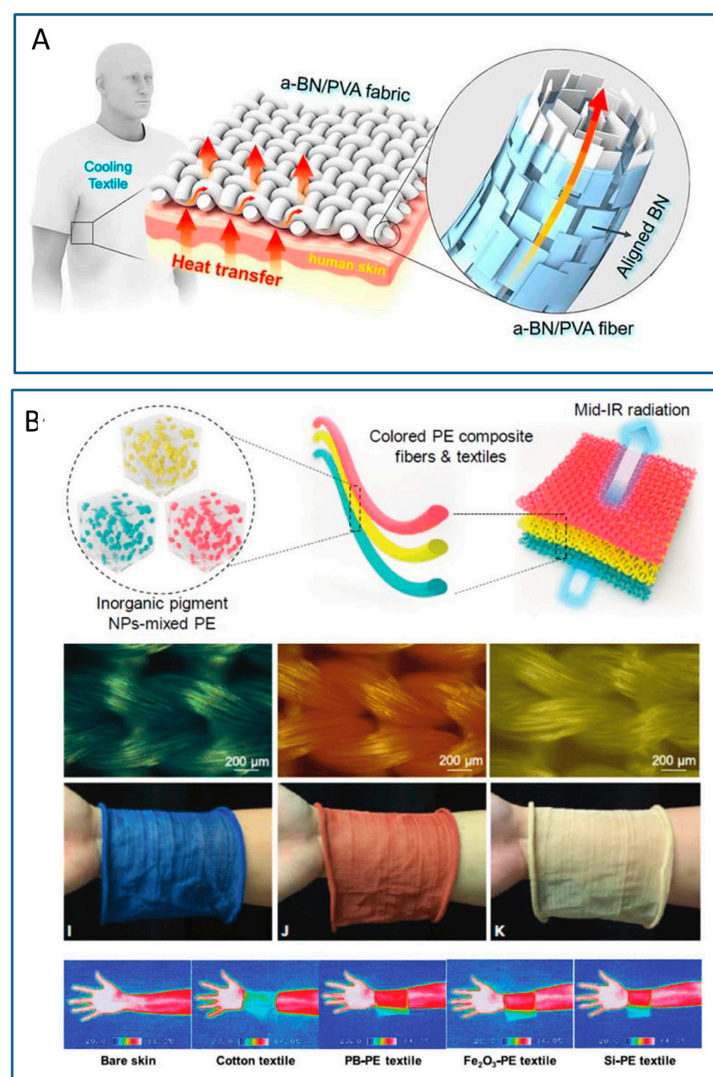 A
a-BN/PVA fabric
Cooling
Textile
Heat transfer
human skin
Aligned BN
a-BN/PVA fiber
B
Mid-IR radiation
Colored PE composite
fibers & textiles
Inorganic pigment
NPs-mixed PE
200 μm
200 μm
200 μm
I
J
K
Bare skin
Cotton textile
PB-PE textile
Fe₂O₃-PE textile
Si-PE textile